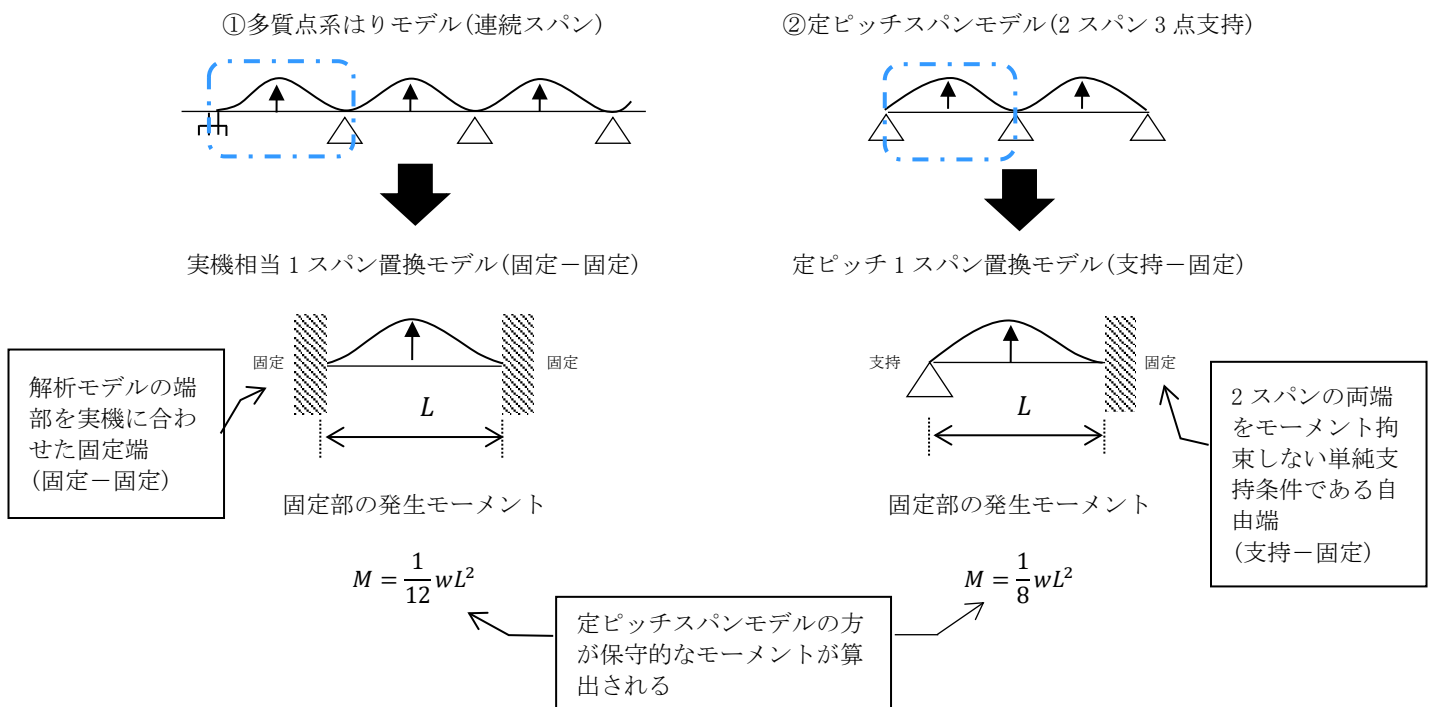 ①多質点系はりモデル(連続スパン)
②定ピッチスパンモデル(2 スパン 3 点支持)
実機相当 1 スパン置換モデル(固定－固定)
定ピッチ 1 スパン置換モデル(支持－固定)
解析モデルの端
部を実機に合わ
せた固定端
(固定－固定)
固定
固定
L
支持
固定
L
2 スパンの両端
をモーメント拘
束しない単純支
持条件である自
由端
(支持－固定)
固定部の発生モーメント
固定部の発生モーメント
M = 1/12 wL²
M = 1/8 wL²
定ピッチスパンモデルの方
が保守的なモーメントが算
出される